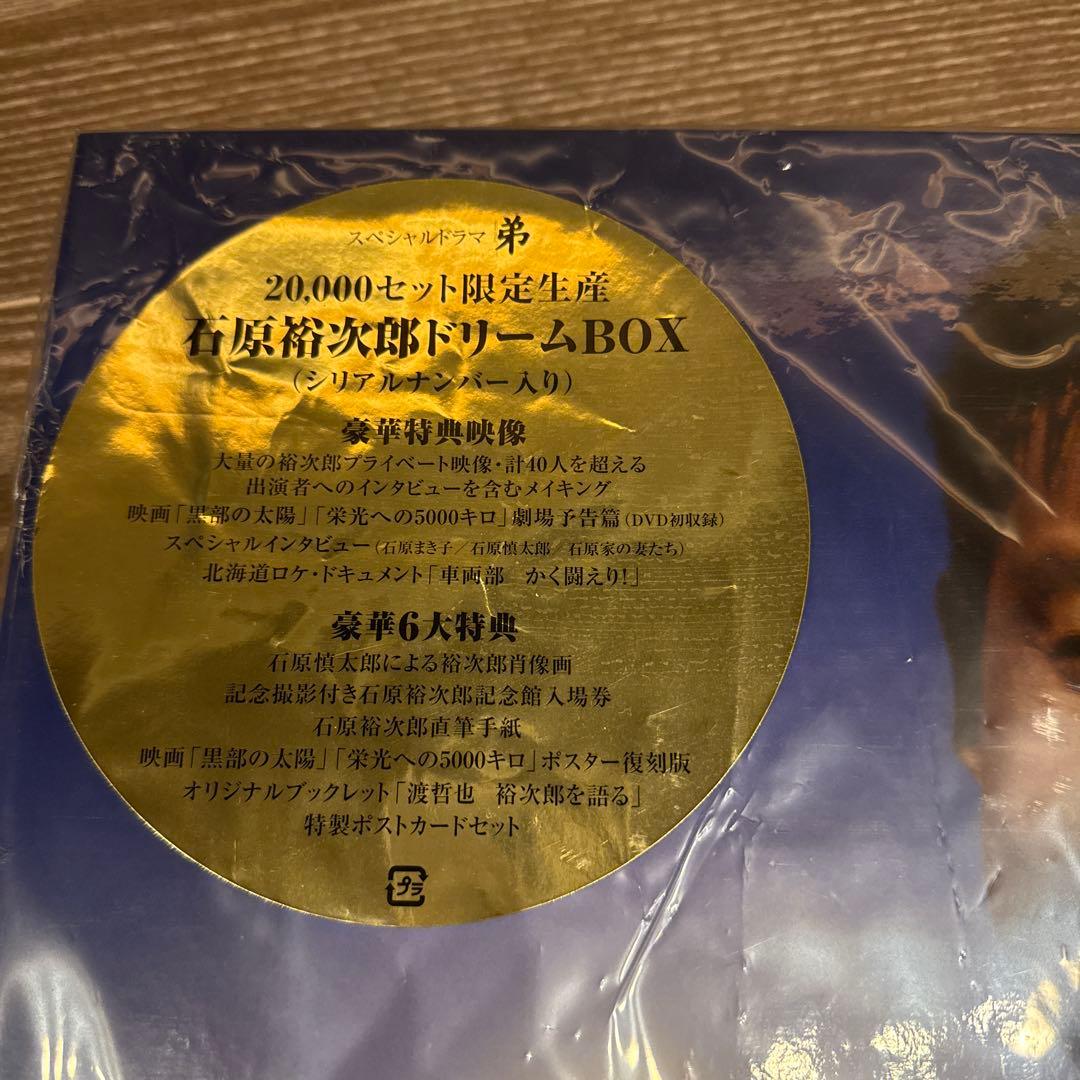 スペシャルドラマ 弟
20,000セット限定生産
石原裕次郎ドリームBOX
(シリアルナンバー入り)
豪華特典映像
大量の裕次郎プライベート映像・計40人を超える
出演者へのインタビューを含むメイキング
映画「黒部の太陽」「栄光への5000キロ」劇場予告篇(DVD初収録)
スペシャルインタビュー(石原まき子/石原慎太郎/石原家の妻たち)
北海道ロケ・ドキュメント「車両部 かく闘えり!」
豪華6大特典
石原慎太郎による裕次郎肖像画
記念撮影付き石原裕次郎記念館入場券
石原裕次郎直筆手紙
映画「黒部の太陽」「栄光への5000キロ」ポスター復刻版
オリジナルブックレット「渡哲也 裕次郎を語る」
特製ポストカードセット
プラ